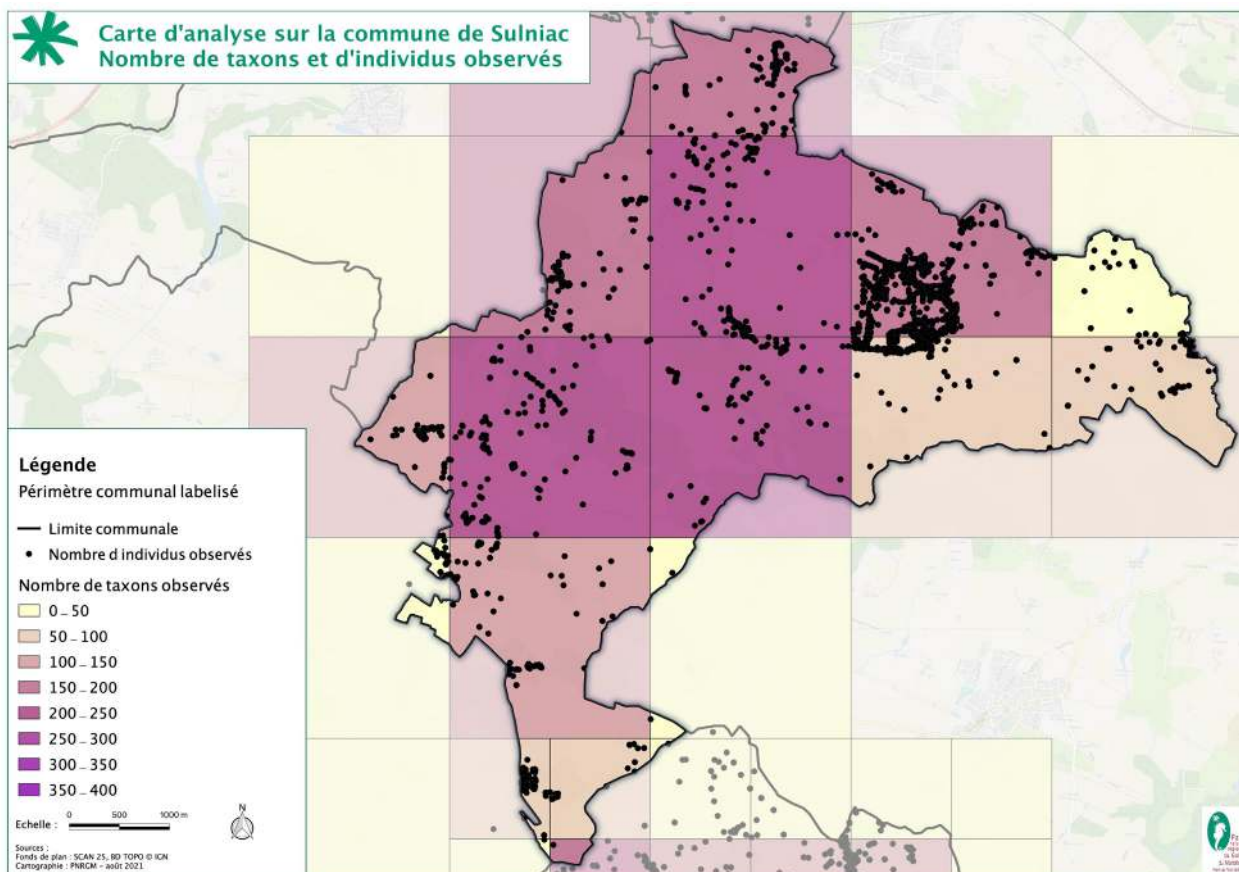 Carte d'analyse sur la commune de Sulniac
Nombre de taxons et d'individus observés
Légende
Périmètre communal labelisé
Limite communale
Nombre d individus observés
Nombre de taxons observés
0 – 50
50 – 100
100 – 150
150 – 200
200 – 250
250 – 300
300 – 350
350 – 400
Echelle :
0 500 1000 m
N
Sources :
Fonds de plan : SCAN 25, BD TOPO © IGN
Cartographie : PNRGM – août 2021